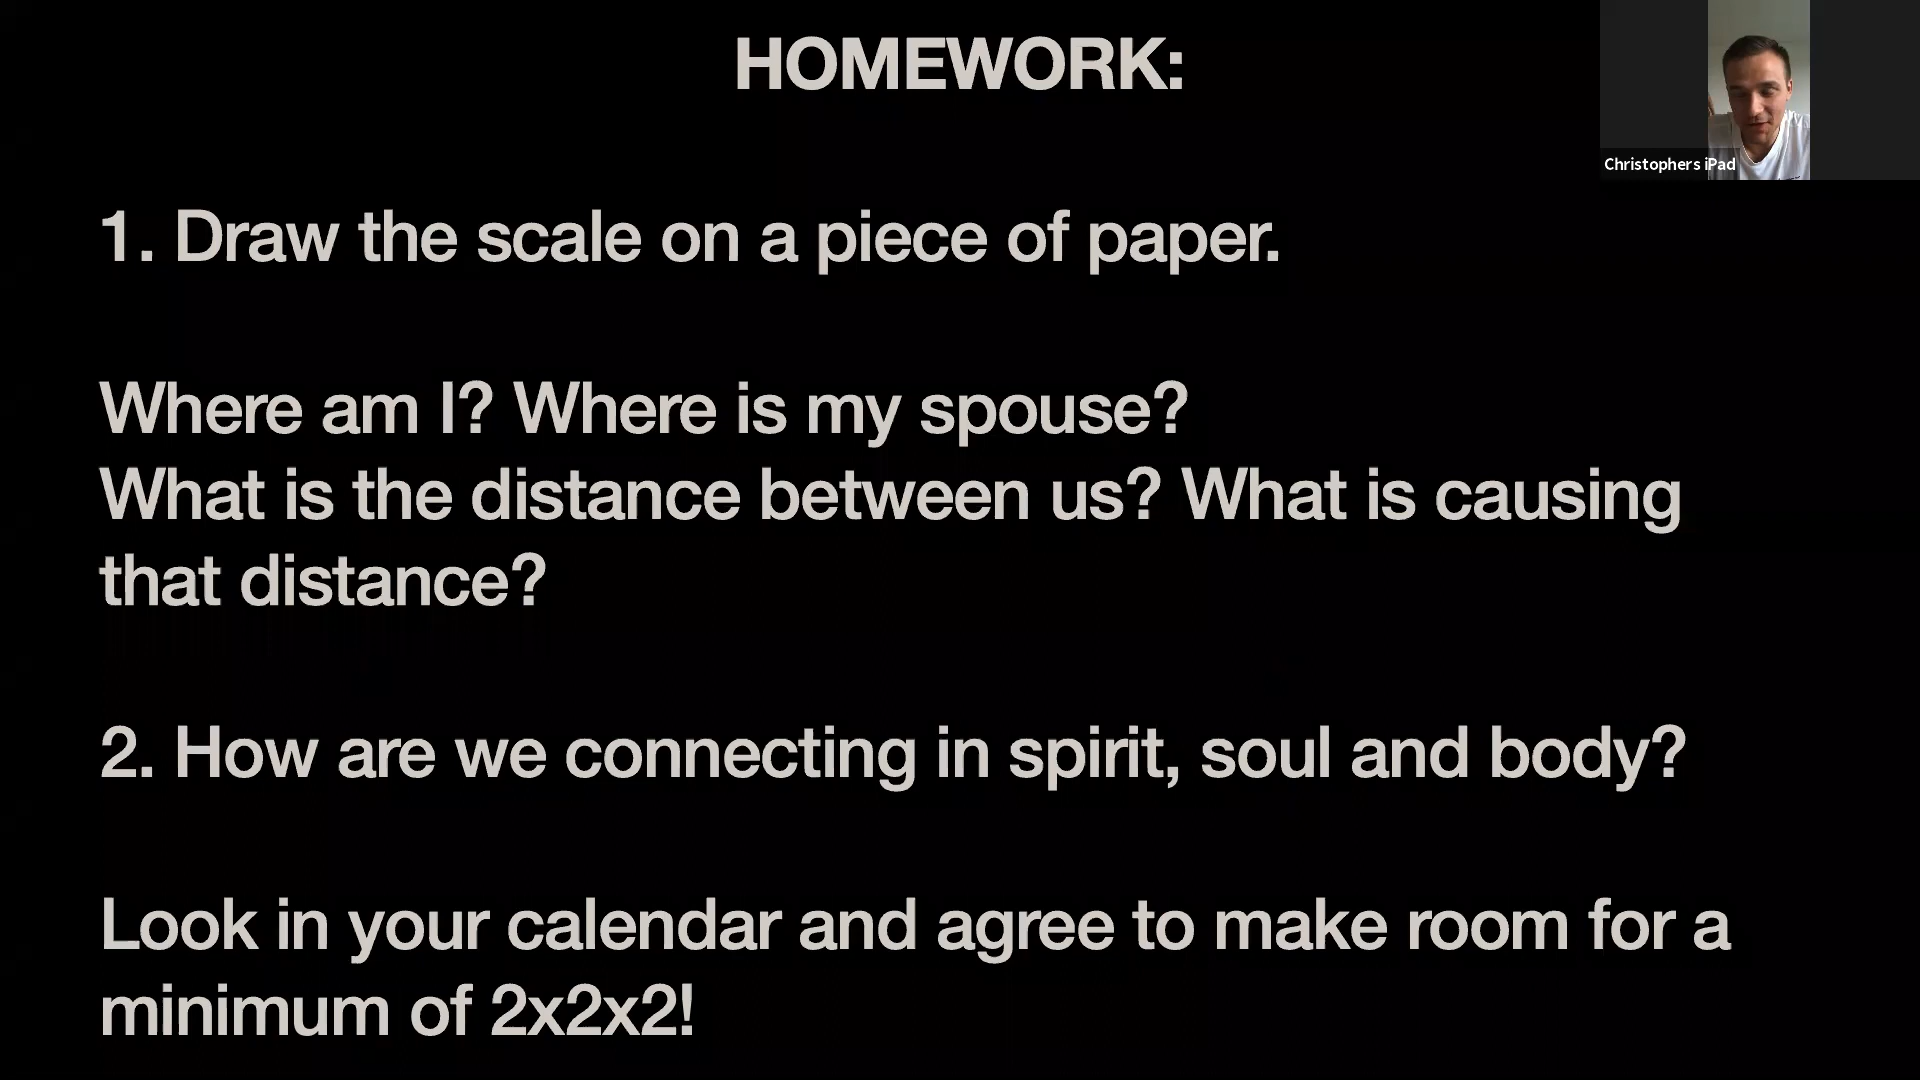 HOMEWORK:
Christophers iPad
1. Draw the scale on a piece of paper.
Where am I? Where is my spouse?
What is the distance between us? What is causing
that distance?
2. How are we connecting in spirit, soul and body?
Look in your calendar and agree to make room for a
minimum of 2x2x2!